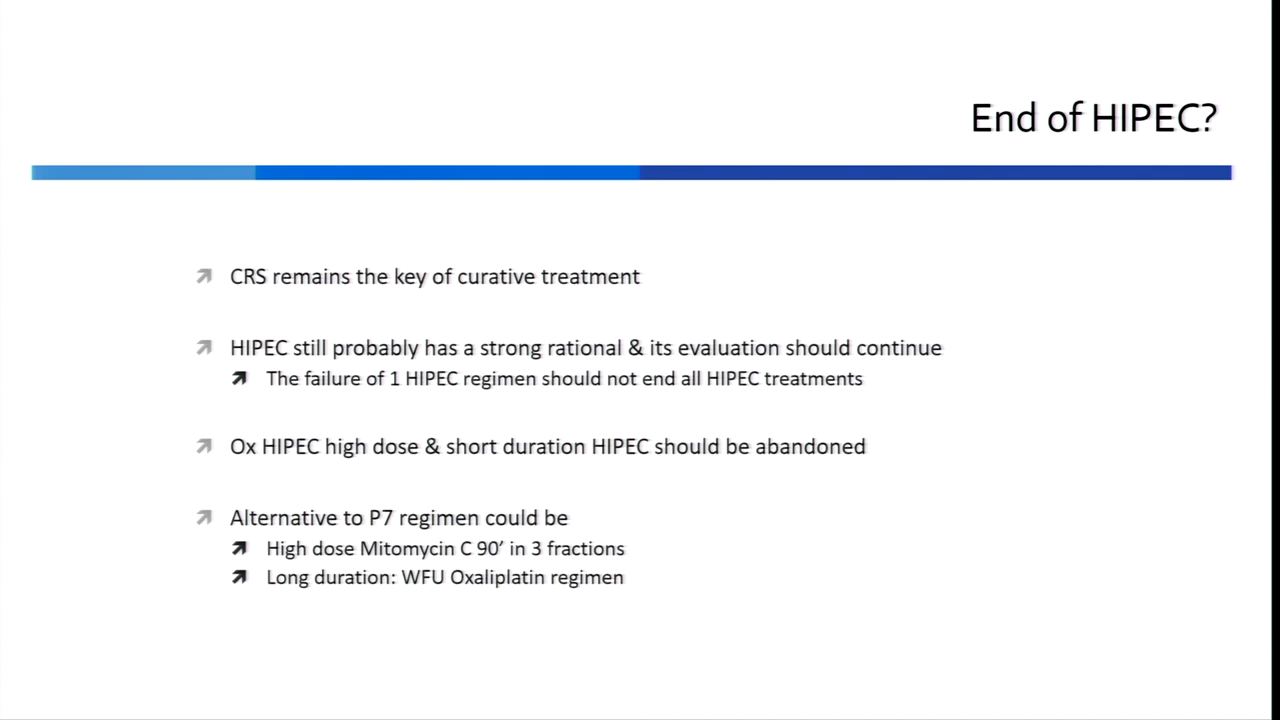 End of HIPEC?
CRS remains the key of curative treatment
HIPEC still probably has a strong rational & its evaluation should continue
The failure of 1 HIPEC regimen should not end all HIPEC treatments
Ox HIPEC high dose & short duration HIPEC should be abandoned
Alternative to P7 regimen could be
High dose Mitomycin C 90’ in 3 fractions
Long duration: WFU Oxaliplatin regimen